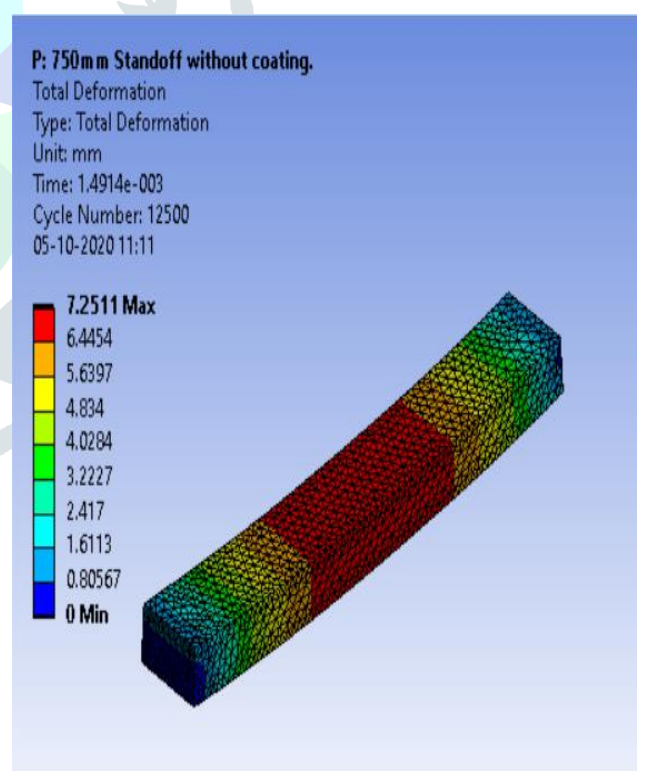 P: 750mm Standoff without coating.
Total Deformation
Type: Total Deformation
Unit: mm
Time: 1.4914e-003
Cycle Number: 12500
05-10-2020 11:11
7.2511 Max
6.4454
5.6397
4.834
4.0284
3.2227
2.417
1.6113
0.80567
0 Min